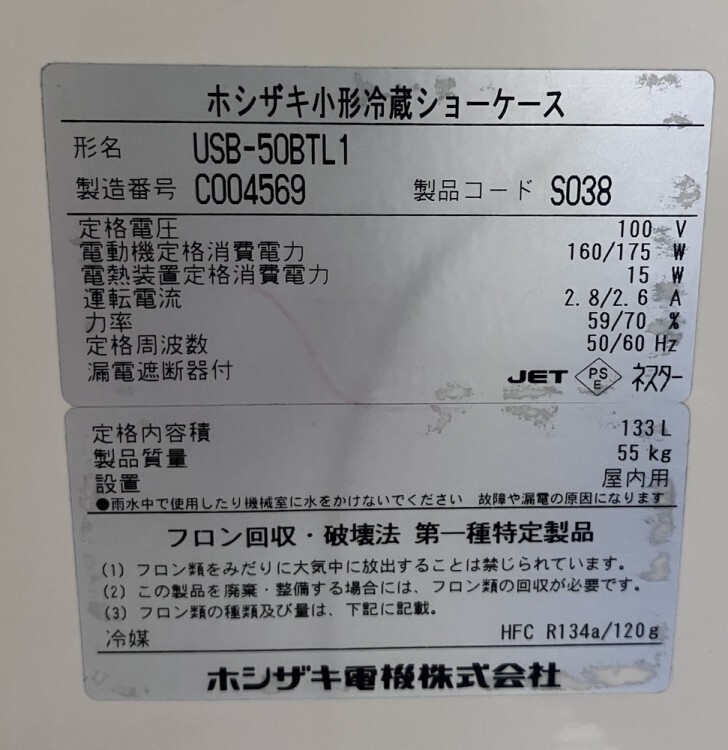 ホシザキ小形冷蔵ショーケース
形名 USB-50BTL1
製造番号 C004569 製品コード S038
定格電圧 100 V
電動機定格消費電力 160/175 W
電熱装置定格消費電力 15 W
運転電流 2.8/2.6 A
力率 59/70 %
定格周波数 50/60 Hz
漏電遮断器付 JET PS E ネスター
定格内容積 133 L
製品質量 55 kg
設置 屋内用
●雨水中で使用したり機械室に水をかけないでください 故障や漏電の原因になります
フロン回収・破壊法 第一種特定製品
(1) フロン類をみだりに大気中に放出することは禁じられています。
(2) この製品を廃棄・整備する場合には、フロン類の回収が必要です。
(3) フロン類の種類及び量は、下記に記載。
冷媒 HFC R134a/120g
ホシザキ電機株式会社